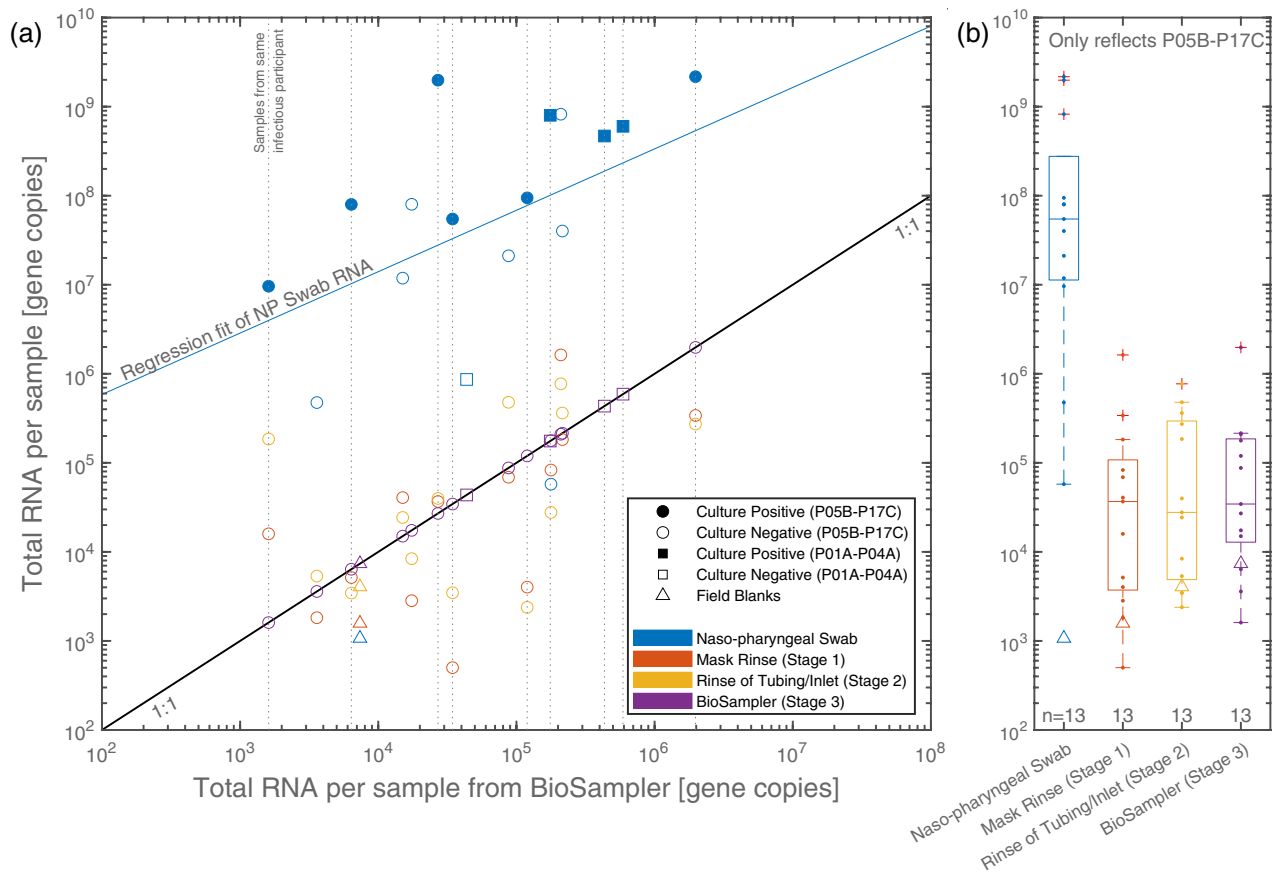 (a)
Total RNA per sample [gene copies]
10^10
10^9
10^8
10^7
10^6
10^5
10^4
10^3
10^2
Samples from same
infectious participant
Regression fit of NP Swab RNA
1:1
1:1
Culture Positive (P05B-P17C)
Culture Negative (P05B-P17C)
Culture Positive (P01A-P04A)
Culture Negative (P01A-P04A)
Field Blanks
Naso-pharyngeal Swab
Mask Rinse (Stage 1)
Rinse of Tubing/Inlet (Stage 2)
BioSampler (Stage 3)
10^2
10^3
10^4
10^5
10^6
10^7
10^8
Total RNA per sample from BioSampler [gene copies]
(b)
Only reflects P05B-P17C
10^10
10^9
10^8
10^7
10^6
10^5
10^4
10^3
10^2
n=13
13
13
13
Naso-pharyngeal Swab
Mask Rinse (Stage 1)
Rinse of Tubing/Inlet (Stage 2)
BioSampler (Stage 3)